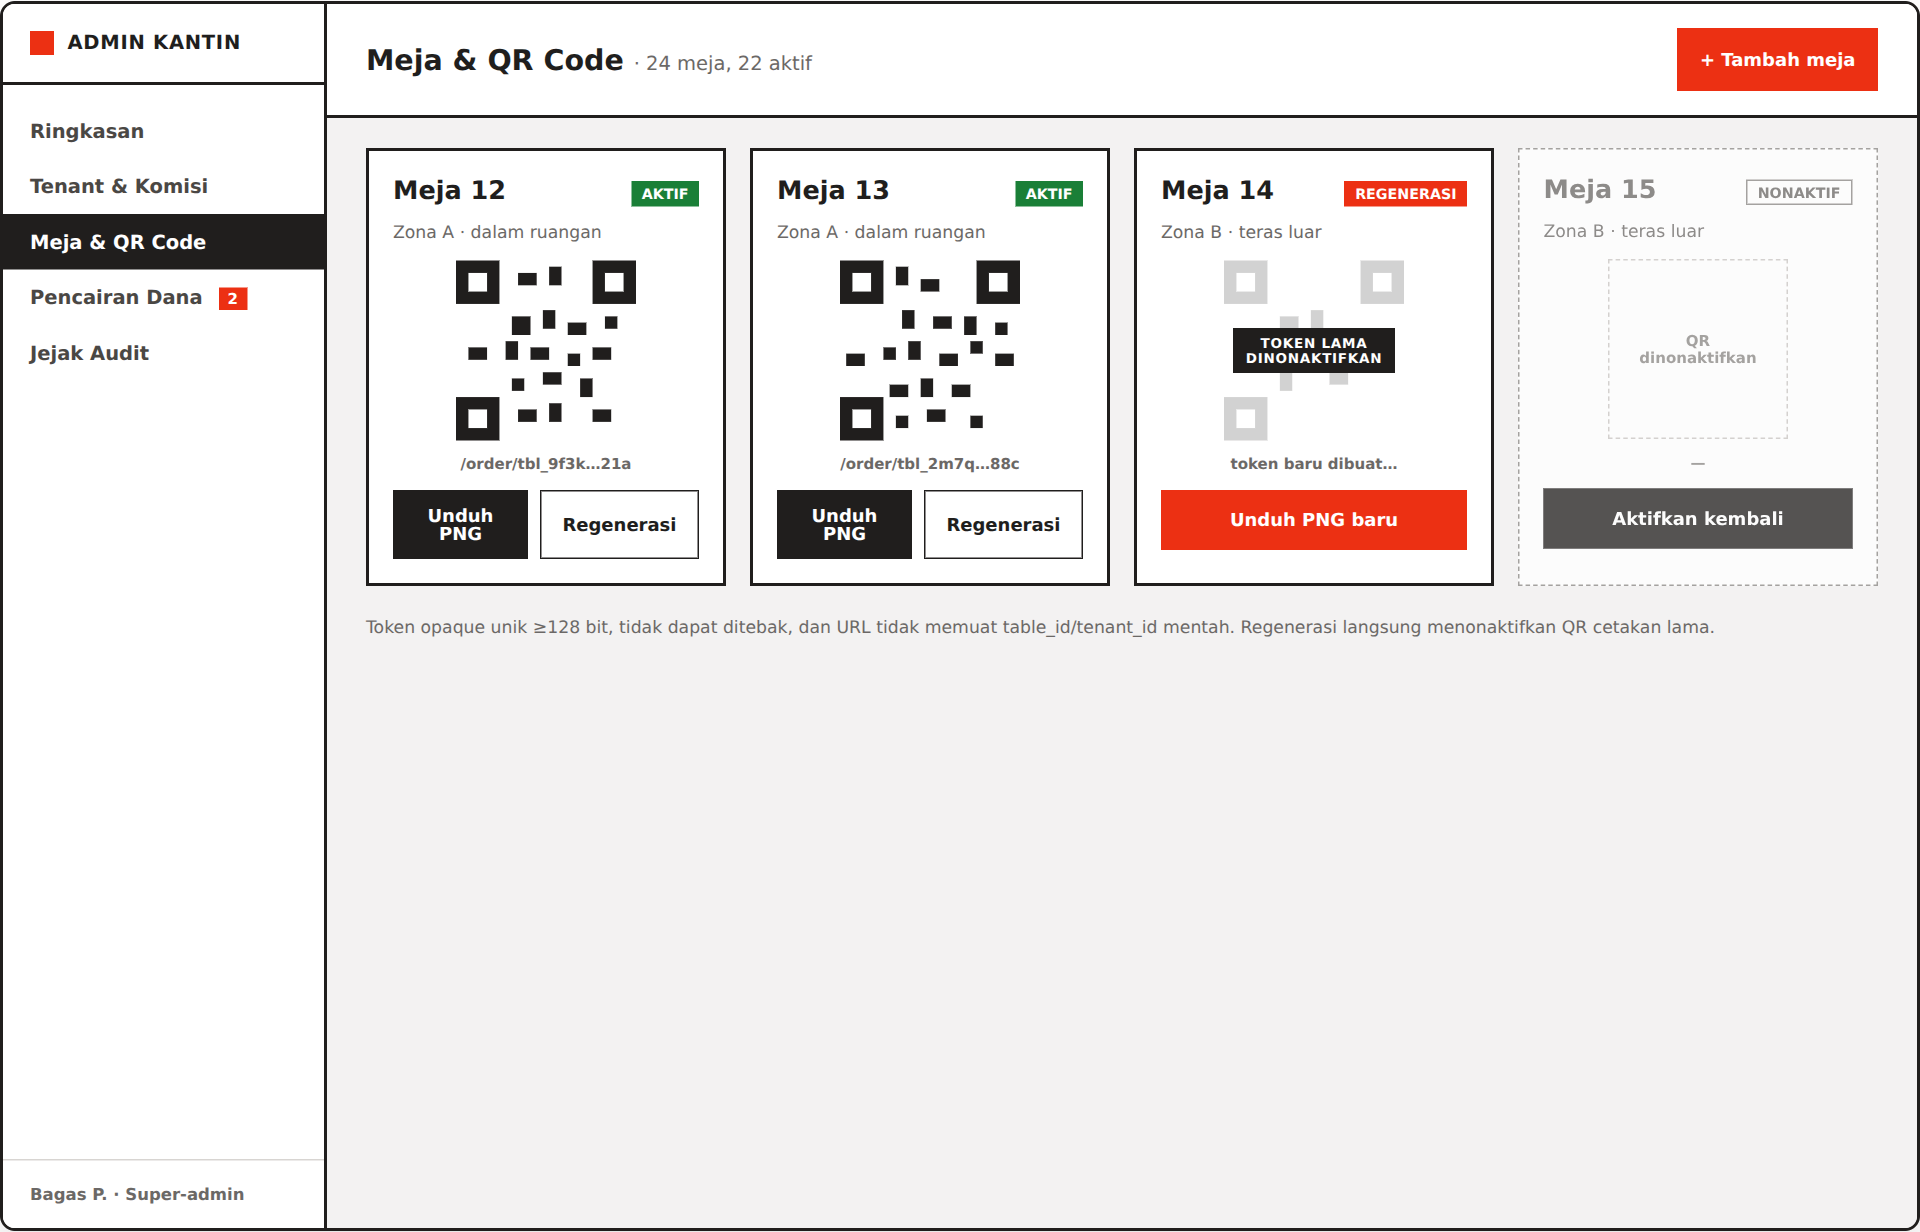 ADMIN KANTIN
Ringkasan
Tenant & Komisi
Meja & QR Code
Pencairan Dana 2
Jejak Audit
Bagas P. · Super-admin
Meja & QR Code · 24 meja, 22 aktif
+ Tambah meja
Meja 12 AKTIF
Zona A · dalam ruangan
/order/tbl_9f3k…21a
Unduh
PNG
Regenerasi
Meja 13 AKTIF
Zona A · dalam ruangan
/order/tbl_2m7q…88c
Unduh
PNG
Regenerasi
Meja 14 REGENERASI
Zona B · teras luar
TOKEN LAMA
DINONAKTIFKAN
token baru dibuat…
Unduh PNG baru
Meja 15 NONAKTIF
Zona B · teras luar
QR
dinonaktifkan
—
Aktifkan kembali
Token opaque unik ≥128 bit, tidak dapat ditebak, dan URL tidak memuat table_id/tenant_id mentah. Regenerasi langsung menonaktifkan QR cetakan lama.